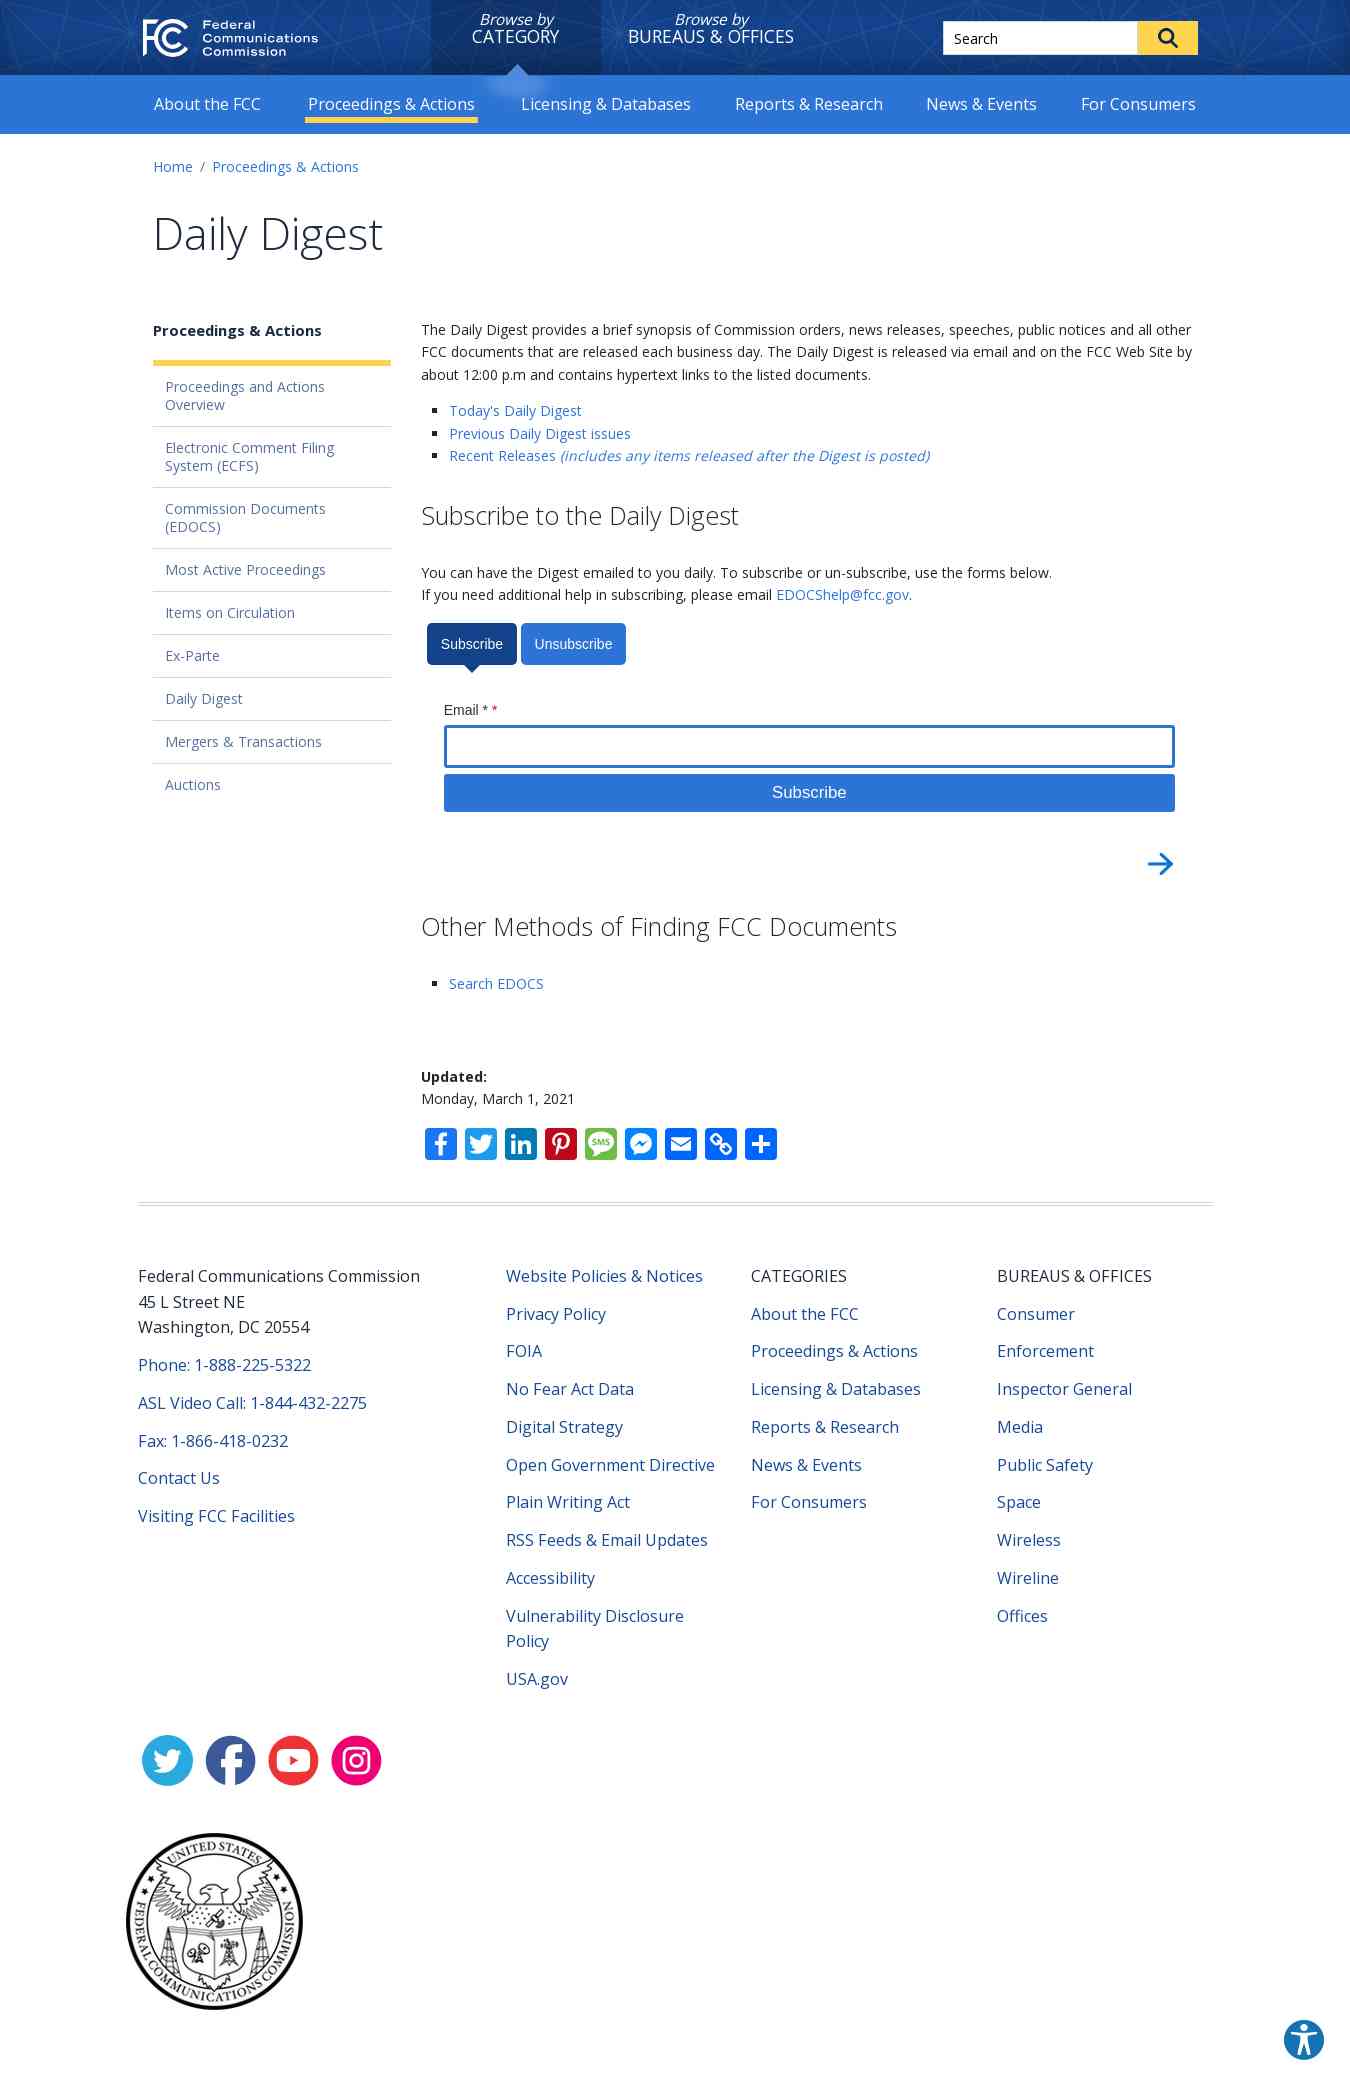 Federal
Communications
Commission
Browse by
CATEGORY
Browse by
BUREAUS & OFFICES
Search
About the FCC
Proceedings & Actions
Licensing & Databases
Reports & Research
News & Events
For Consumers
Home / Proceedings & Actions
Daily Digest
Proceedings & Actions
Proceedings and Actions
Overview
Electronic Comment Filing
System (ECFS)
Commission Documents
(EDOCS)
Most Active Proceedings
Items on Circulation
Ex-Parte
Daily Digest
Mergers & Transactions
Auctions
The Daily Digest provides a brief synopsis of Commission orders, news releases, speeches, public notices and all other
FCC documents that are released each business day. The Daily Digest is released via email and on the FCC Web Site by
about 12:00 p.m and contains hypertext links to the listed documents.
Today's Daily Digest
Previous Daily Digest issues
Recent Releases (includes any items released after the Digest is posted)
Subscribe to the Daily Digest
You can have the Digest emailed to you daily. To subscribe or un-subscribe, use the forms below.
If you need additional help in subscribing, please email EDOCShelp@fcc.gov.
Subscribe
Unsubscribe
Email * *
Subscribe
Other Methods of Finding FCC Documents
Search EDOCS
Updated:
Monday, March 1, 2021
SMS
Federal Communications Commission
45 L Street NE
Washington, DC 20554
Phone: 1-888-225-5322
ASL Video Call: 1-844-432-2275
Fax: 1-866-418-0232
Contact Us
Visiting FCC Facilities
Website Policies & Notices
Privacy Policy
FOIA
No Fear Act Data
Digital Strategy
Open Government Directive
Plain Writing Act
RSS Feeds & Email Updates
Accessibility
Vulnerability Disclosure
Policy
USA.gov
CATEGORIES
About the FCC
Proceedings & Actions
Licensing & Databases
Reports & Research
News & Events
For Consumers
BUREAUS & OFFICES
Consumer
Enforcement
Inspector General
Media
Public Safety
Space
Wireless
Wireline
Offices
UNITED STATES
FEDERAL COMMUNICATIONS COMMISSION